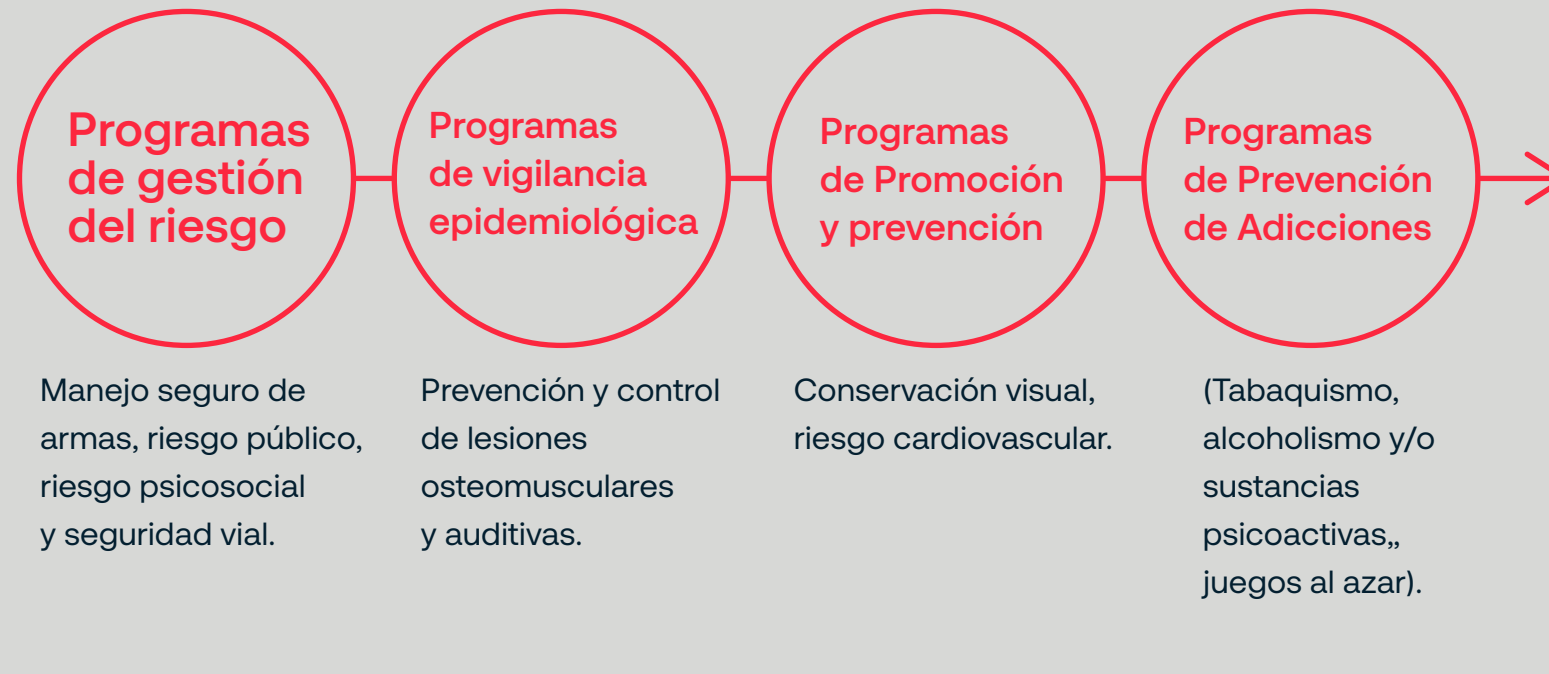 Programas
de gestión
del riesgo
Manejo seguro de
armas, riesgo público,
riesgo psicosocial
y seguridad vial.
Programas
de vigilancia
epidemiológica
Prevención y control
de lesiones
osteomusculares
y auditivas.
Programas
de Promoción
y prevención
Conservación visual,
riesgo cardiovascular.
Programas
de Prevención
de Adicciones
(Tabaquismo,
alcoholismo y/o
sustancias
psicoactivas,,
juegos al azar).